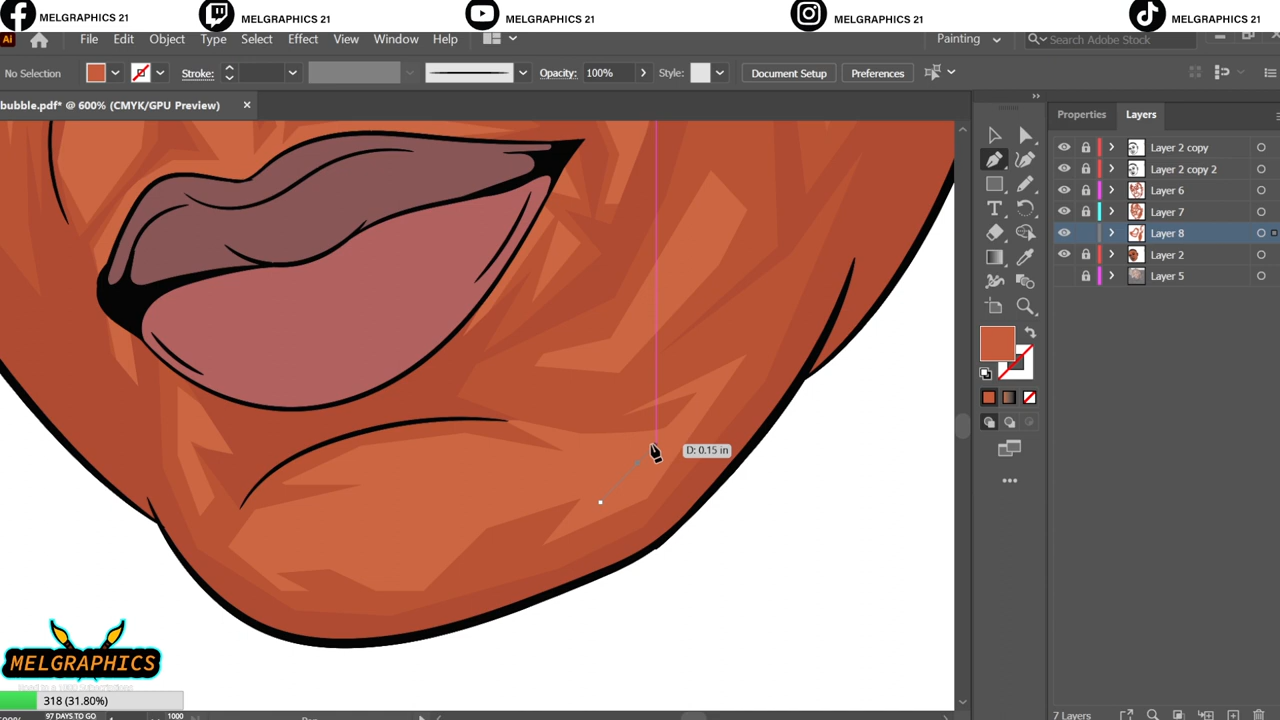 MELGRAPHICS 21
MELGRAPHICS 21
MELGRAPHICS 21
MELGRAPHICS 21
MELGRAPHICS 21
Ai File Edit Object Type Select Effect View Window Help
Painting
Search Adobe Stock
No Selection
Stroke:
Opacity: 100%
Style:
Document Setup
Preferences
bubble.pdf* @ 600% (CMYK/GPU Preview)
Properties
Layers
Layer 2 copy
Layer 2 copy 2
Layer 6
Layer 7
Layer 8
Layer 2
Layer 5
D: 0.15 in
MELGRAPHICS
318 (31.80%)
97 DAYS TO GO
1000
7 Layers